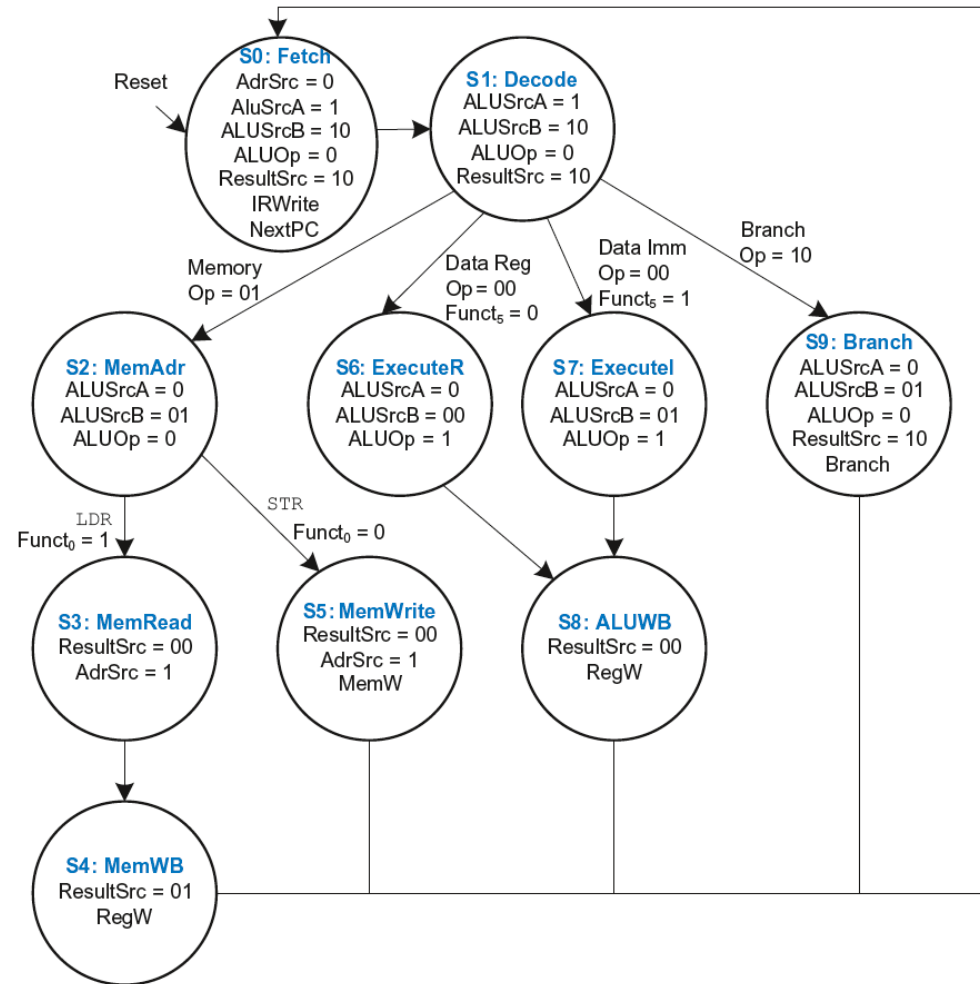 Reset
S0: Fetch
AdrSrc = 0
AluSrcA = 1
ALUSrcB = 10
ALUOp = 0
ResultSrc = 10
IRWrite
NextPC
S1: Decode
ALUSrcA = 1
ALUSrcB = 10
ALUOp = 0
ResultSrc = 10
Memory
Op = 01
Data Reg
Op = 00
Funct₅ = 0
Data Imm
Op = 00
Funct₅ = 1
Branch
Op = 10
S2: MemAdr
ALUSrcA = 0
ALUSrcB = 01
ALUOp = 0
S6: ExecuteR
ALUSrcA = 0
ALUSrcB = 00
ALUOp = 1
S7: ExecuteI
ALUSrcA = 0
ALUSrcB = 01
ALUOp = 1
S9: Branch
ALUSrcA = 0
ALUSrcB = 01
ALUOp = 0
ResultSrc = 10
Branch
LDR
Funct₀ = 1
STR
Funct₀ = 0
S3: MemRead
ResultSrc = 00
AdrSrc = 1
S5: MemWrite
ResultSrc = 00
AdrSrc = 1
MemW
S8: ALUWB
ResultSrc = 00
RegW
S4: MemWB
ResultSrc = 01
RegW